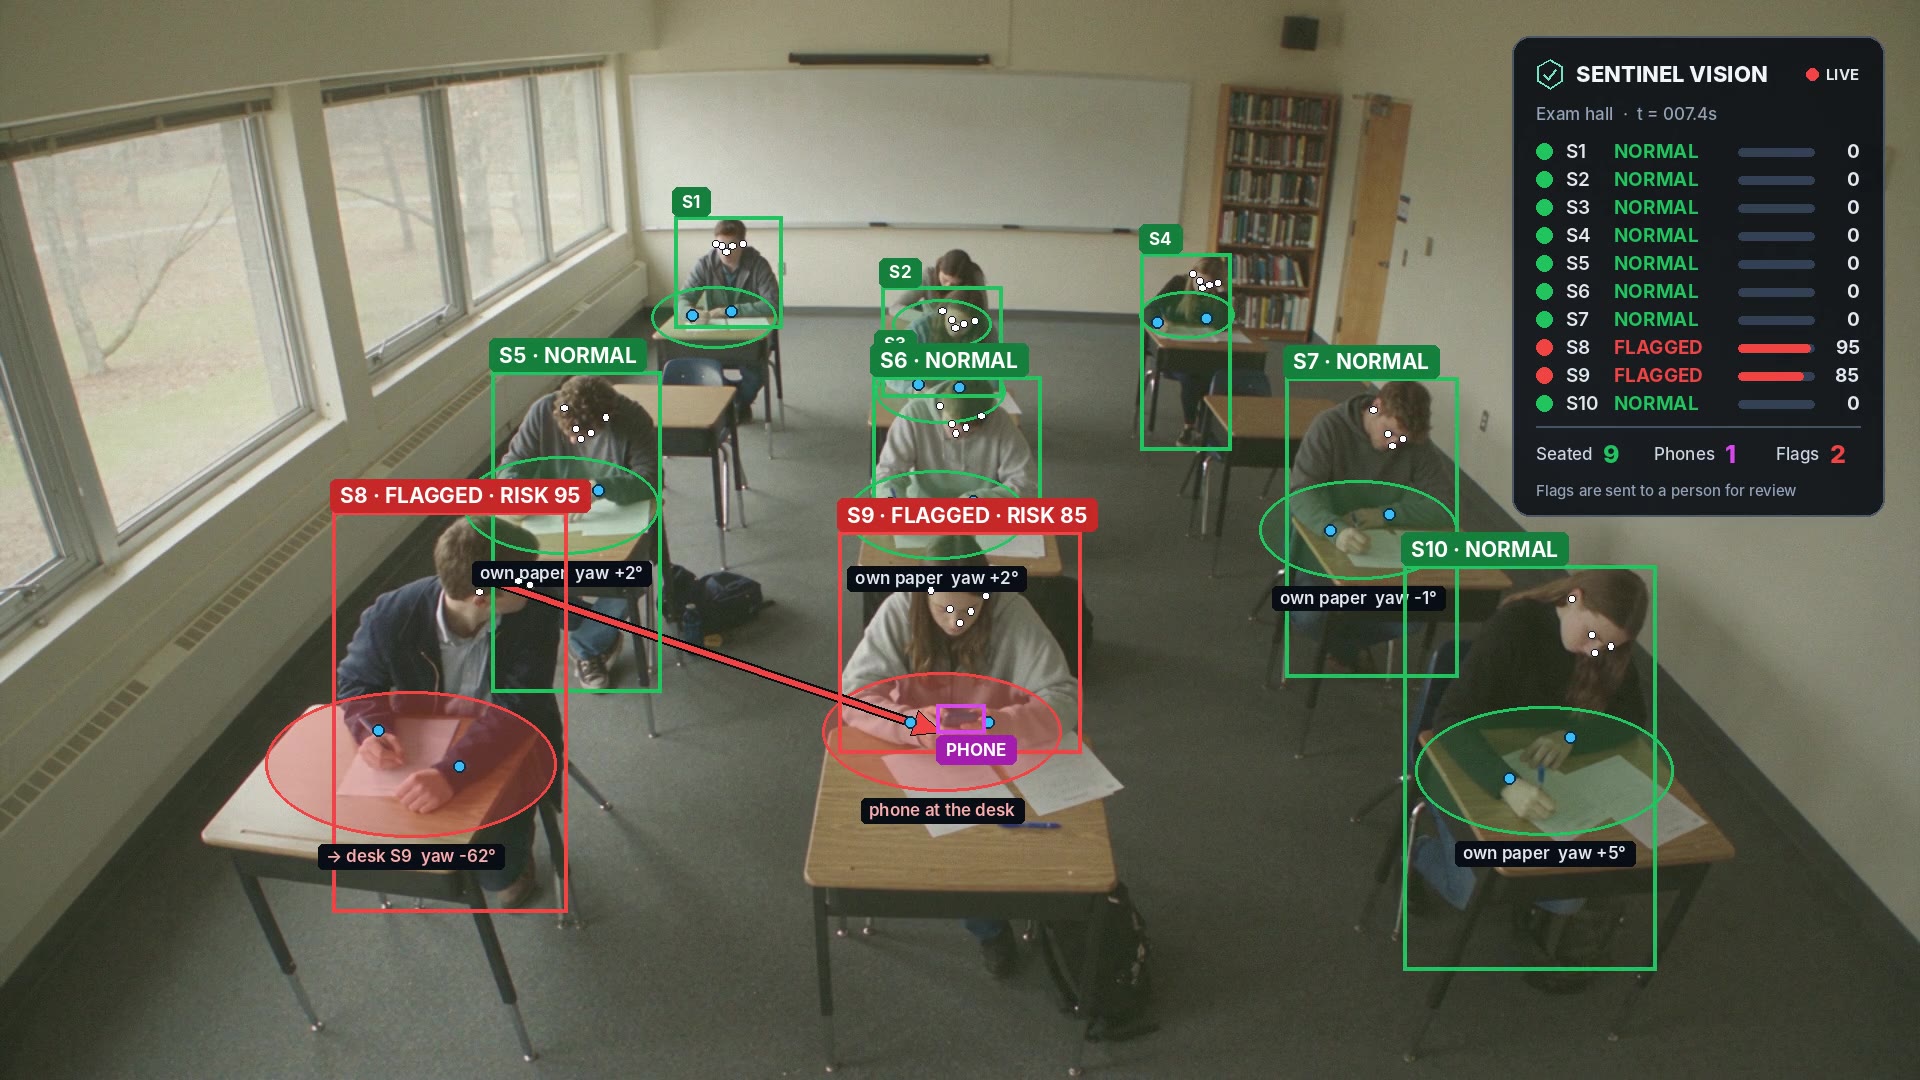 SENTINEL VISION
LIVE
Exam hall · t = 007.4s
S1 NORMAL 0
S2 NORMAL 0
S3 NORMAL 0
S4 NORMAL 0
S5 NORMAL 0
S6 NORMAL 0
S7 NORMAL 0
S8 FLAGGED 95
S9 FLAGGED 85
S10 NORMAL 0
Seated 9 Phones 1 Flags 2
Flags are sent to a person for review
S1
S2
S4
S3
S5 · NORMAL
S6 · NORMAL
S7 · NORMAL
S8 · FLAGGED · RISK 95
S9 · FLAGGED · RISK 85
S10 · NORMAL
own paper yaw +2°
own paper yaw +2°
own paper yaw -1°
PHONE
phone at the desk
→ desk S9 yaw -62°
own paper yaw +5°